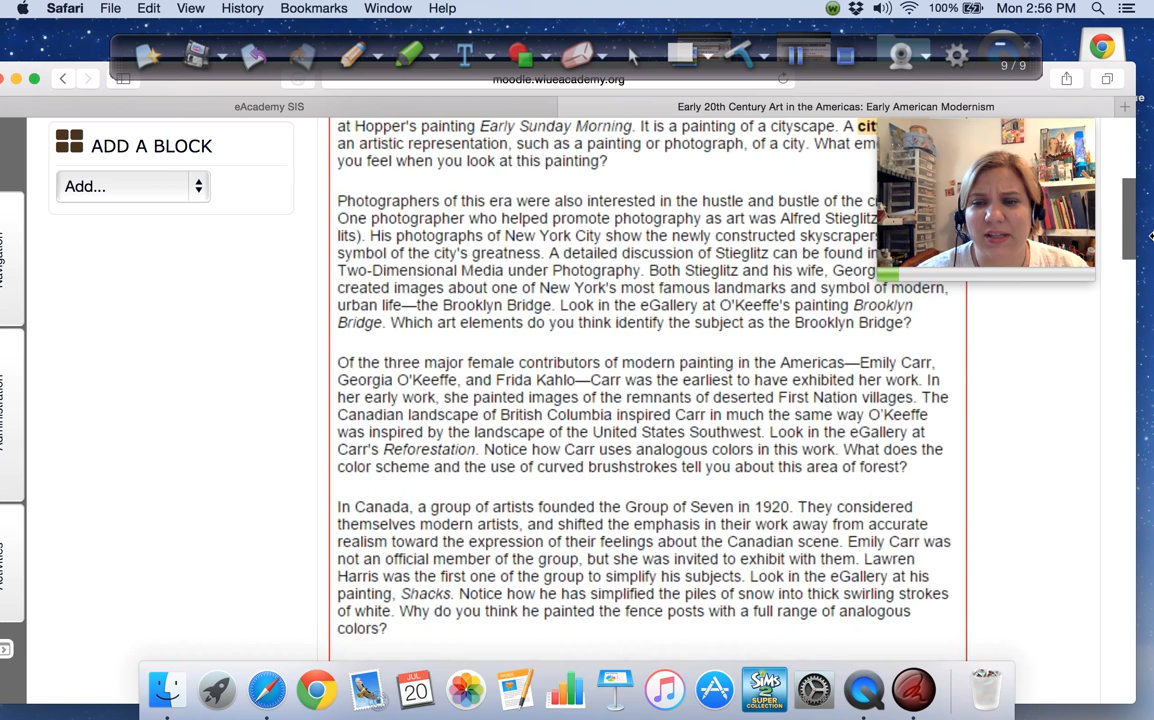 Safari File Edit View History Bookmarks Window Help 100% Mon 2:56 PM
9 / 9
moodle.wiueacademy.org
eAcademy SIS Early 20th Century Art in the Americas: Early American Modernism
ADD A BLOCK
Add...
Navigation
Administration
Activities
at Hopper's painting Early Sunday Morning. It is a painting of a cityscape. A
an artistic representation, such as a painting or photograph, of a city. What
you feel when you look at this painting?
Photographers of this era were also interested in the hustle and bustle of the
One photographer who helped promote photography as art was Alfred Stieglitz
lits). His photographs of New York City show the newly constructed skyscrapers
symbol of the city's greatness. A detailed discussion of Stieglitz can be found in
Two-Dimensional Media under Photography. Both Stieglitz and his wife,
created images about one of New York's most famous landmarks and symbol of modern,
urban life—the Brooklyn Bridge. Look in the eGallery at O'Keeffe's painting Brooklyn
Bridge. Which art elements do you think identify the subject as the Brooklyn Bridge?
Of the three major female contributors of modern painting in the Americas—Emily Carr,
Georgia O'Keeffe, and Frida Kahlo—Carr was the earliest to have exhibited her work. In
her early work, she painted images of the remnants of deserted First Nation villages. The
Canadian landscape of British Columbia inspired Carr in much the same way O'Keeffe
was inspired by the landscape of the United States Southwest. Look in the eGallery at
Carr's Reforestation. Notice how Carr uses analogous colors in this work. What does the
color scheme and the use of curved brushstrokes tell you about this area of forest?
In Canada, a group of artists founded the Group of Seven in 1920. They considered
themselves modern artists, and shifted the emphasis in their work away from accurate
realism toward the expression of their feelings about the Canadian scene. Emily Carr was
not an official member of the group, but she was invited to exhibit with them. Lawren
Harris was the first one of the group to simplify his subjects. Look in the eGallery at his
painting, Shacks. Notice how he has simplified the piles of snow into thick swirling strokes
of white. Why do you think he painted the fence posts with a full range of analogous
colors?
JUL
20
SIMS
2
SUPER
COLLECTION